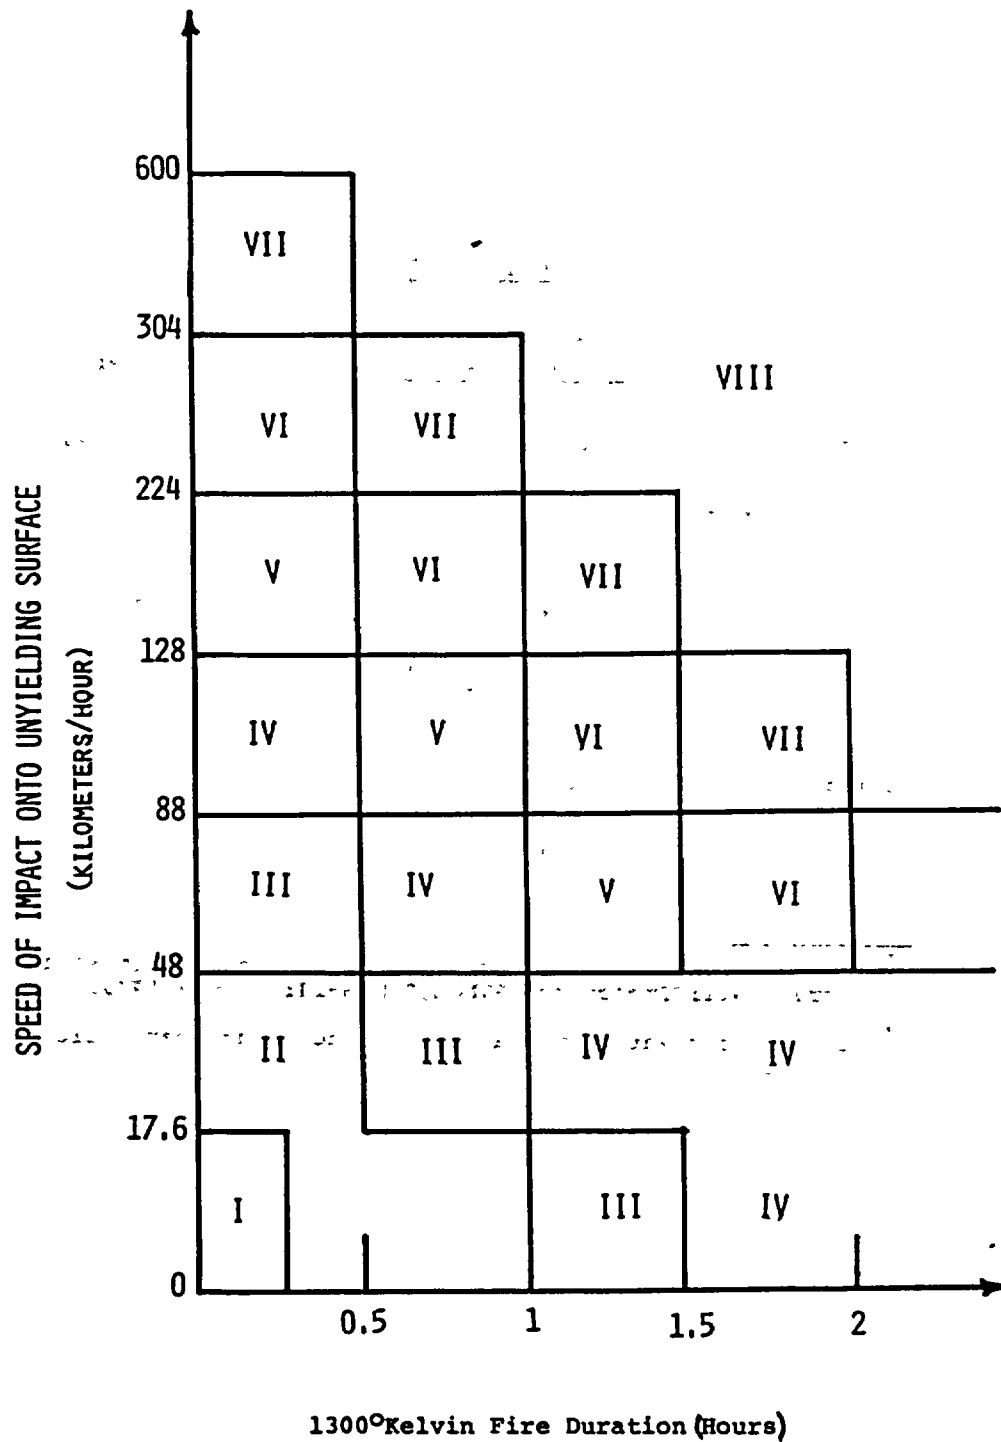 600
VII
304
VIII
VI VII
224
V VI VII
128
IV V VI VII
88
III IV V VI
48
II III IV IV
17.6
I III IV
0
0.5 1 1.5 2
1300°Kelvin Fire Duration (Hours)
SPEED OF IMPACT ONTO UNYIELDING SURFACE
(KILOMETERS/HOUR)